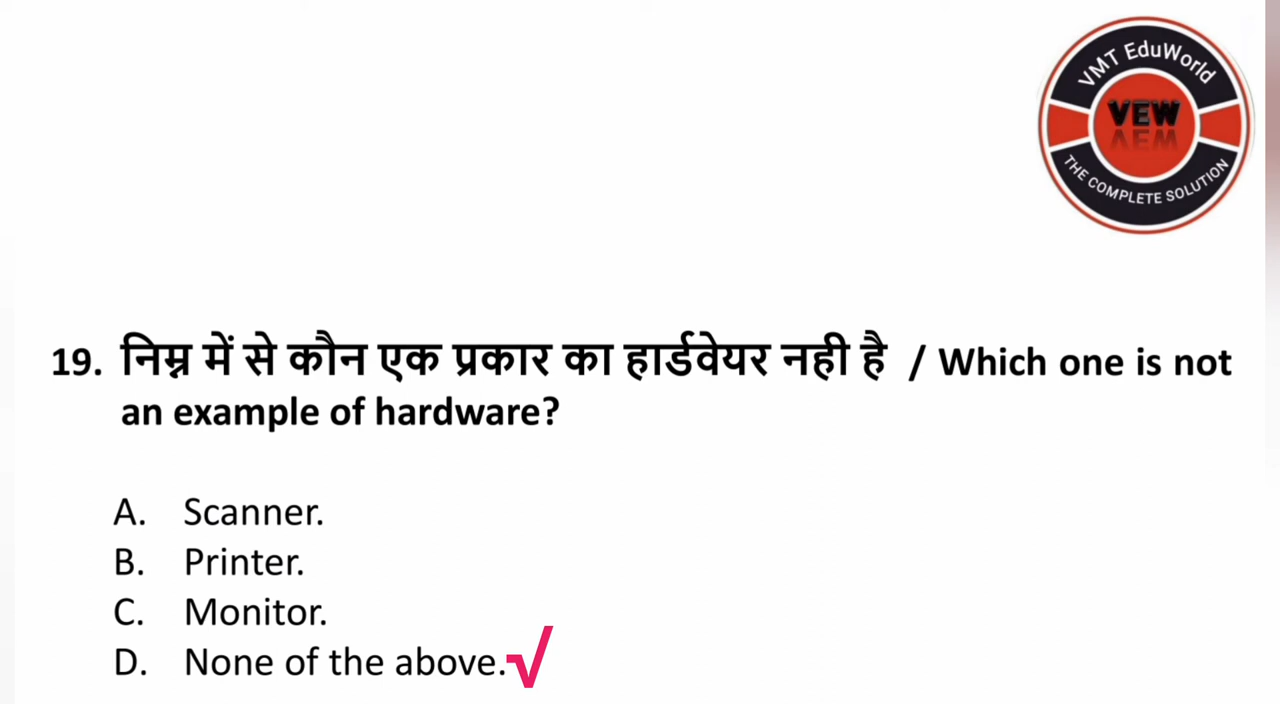 VMT EduWorld
VEW
THE COMPLETE SOLUTION
19. निम्न में से कौन एक प्रकार का हार्डवेयर नही है / Which one is not
an example of hardware?
A. Scanner.
B. Printer.
C. Monitor.
D. None of the above.√